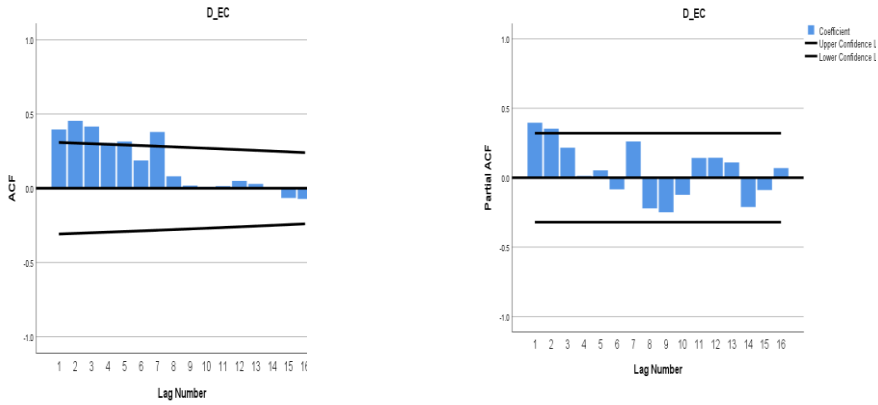 D_EC
1.0
0.5
0.0
-0.5
-1.0
ACF
1 2 3 4 5 6 7 8 9 10 11 12 13 14 15 16
Lag Number
D_EC
1.0
0.5
0.0
-0.5
-1.0
Partial ACF
1 2 3 4 5 6 7 8 9 10 11 12 13 14 15 16
Lag Number
Coefficient
Upper Confidence L
Lower Confidence L